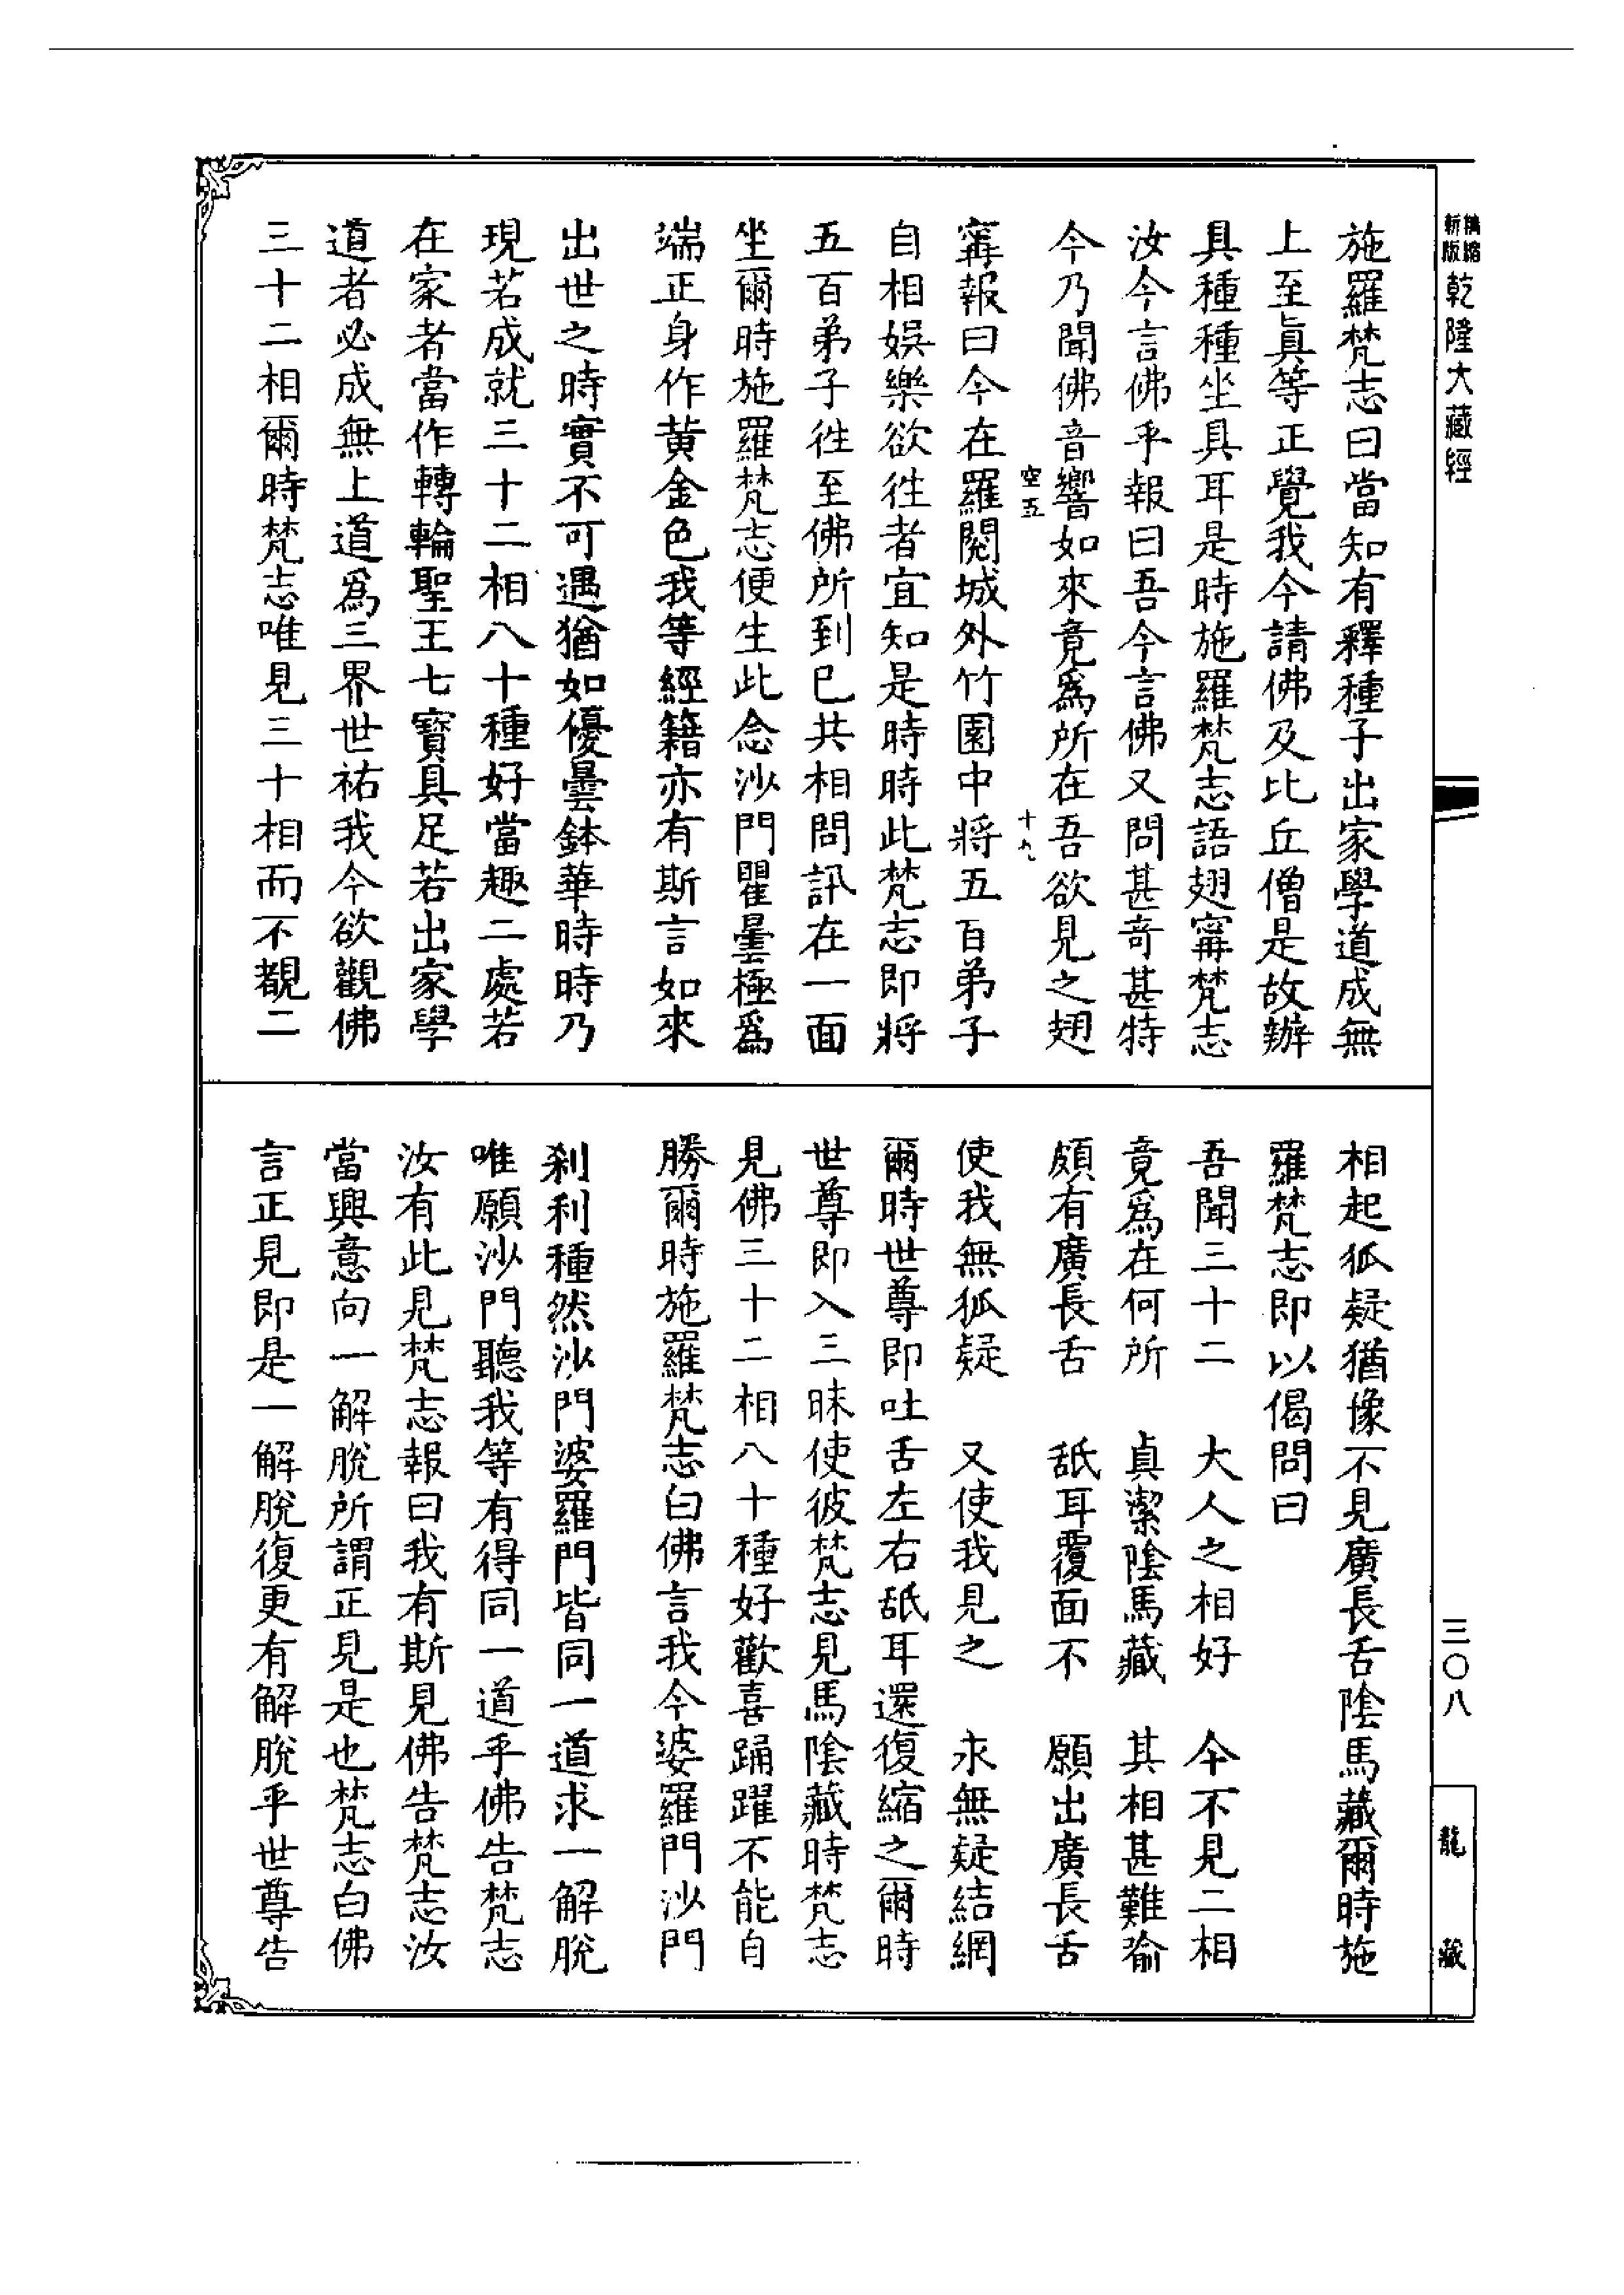 新版
精縮
乾隆大藏經
施羅梵志曰當知有釋種子出家學道成無
上至眞等正覺我今請佛及比丘僧是故辦
具種種坐具耳是時施羅梵志語翅甯梵志
汝今言佛乎報曰吾今言佛又問甚奇甚特
今乃聞佛音響如來竟爲所在吾欲見之翅
空五
十九
甯報曰今在羅閱城外竹園中將五百弟子
自相娛樂欲徃者宜知是時時此梵志即將
五百弟子徃至佛所到已共相問訊在一面
坐爾時施羅梵志便生此念沙門瞿曇極爲
端正身作黃金色我等經籍亦有斯言如來
出世之時實不可遇猶如優曇鉢華時時乃
現若成就三十二相八十種好當趣二處若
在家者當作轉輪聖王七寶具足若出家學
道者必成無上道爲三界世祐我今欲觀佛
三十二相爾時梵志唯見三十相而不覩二
相起狐疑猶豫不見廣長舌陰馬藏爾時施
羅梵志即以偈問曰
吾聞三十二　大人之相好　今不見二相
竟爲在何所　貞潔陰馬藏　其相甚難喻
頗有廣長舌　舐耳覆面不　願出廣長舌
使我無狐疑　又使我見之　永無疑結網
爾時世尊即吐舌左右舐耳還復縮之爾時
世尊即入三昧使彼梵志見馬陰藏時梵志
見佛三十二相八十種好歡喜踊躍不能自
勝爾時施羅梵志白佛言我今婆羅門沙門
刹利種然沙門婆羅門皆同一道求一解脫
唯願沙門聽我等有得同一道乎佛告梵志
汝有此見梵志報曰我有斯見佛告梵志汝
當興意向一解脫所謂正見是也梵志白佛
言正見即是一解脫復更有解脫乎世尊告
三〇八
龍藏